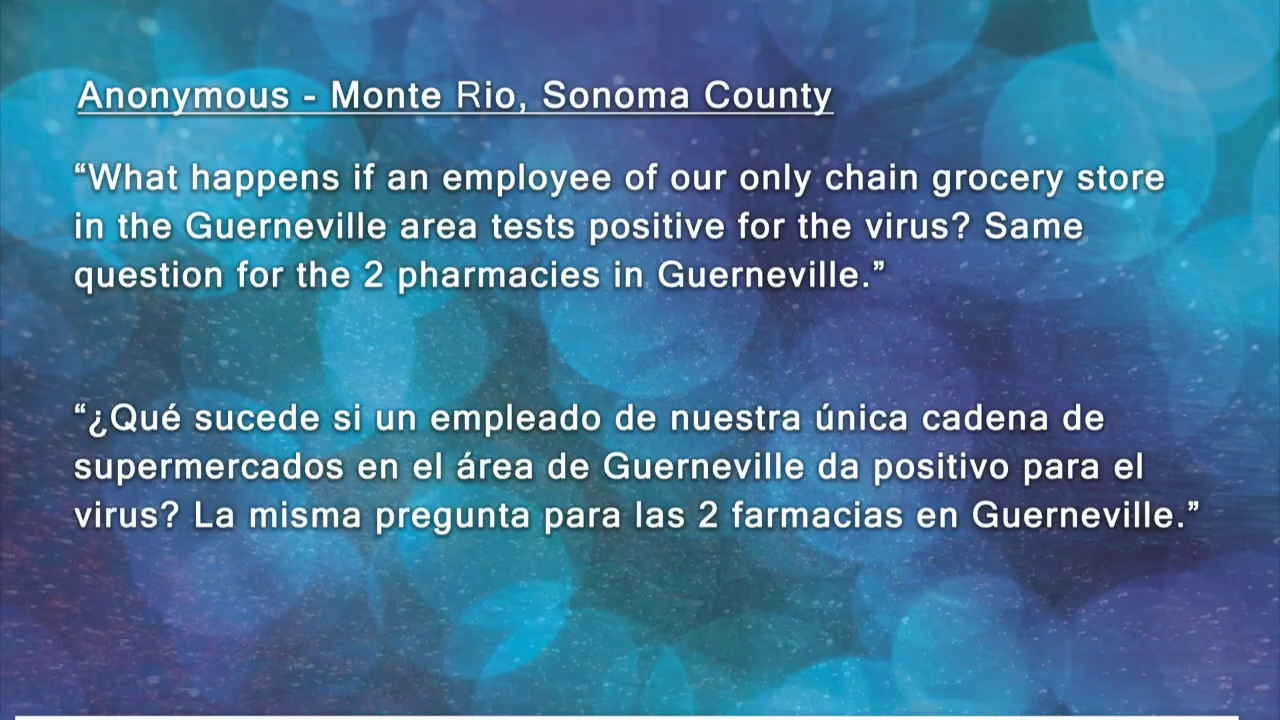 Anonymous - Monte Rio, Sonoma County
“What happens if an employee of our only chain grocery store
in the Guerneville area tests positive for the virus? Same
question for the 2 pharmacies in Guerneville.”
“¿Qué sucede si un empleado de nuestra única cadena de
supermercados en el área de Guerneville da positivo para el
virus? La misma pregunta para las 2 farmacias en Guerneville.”